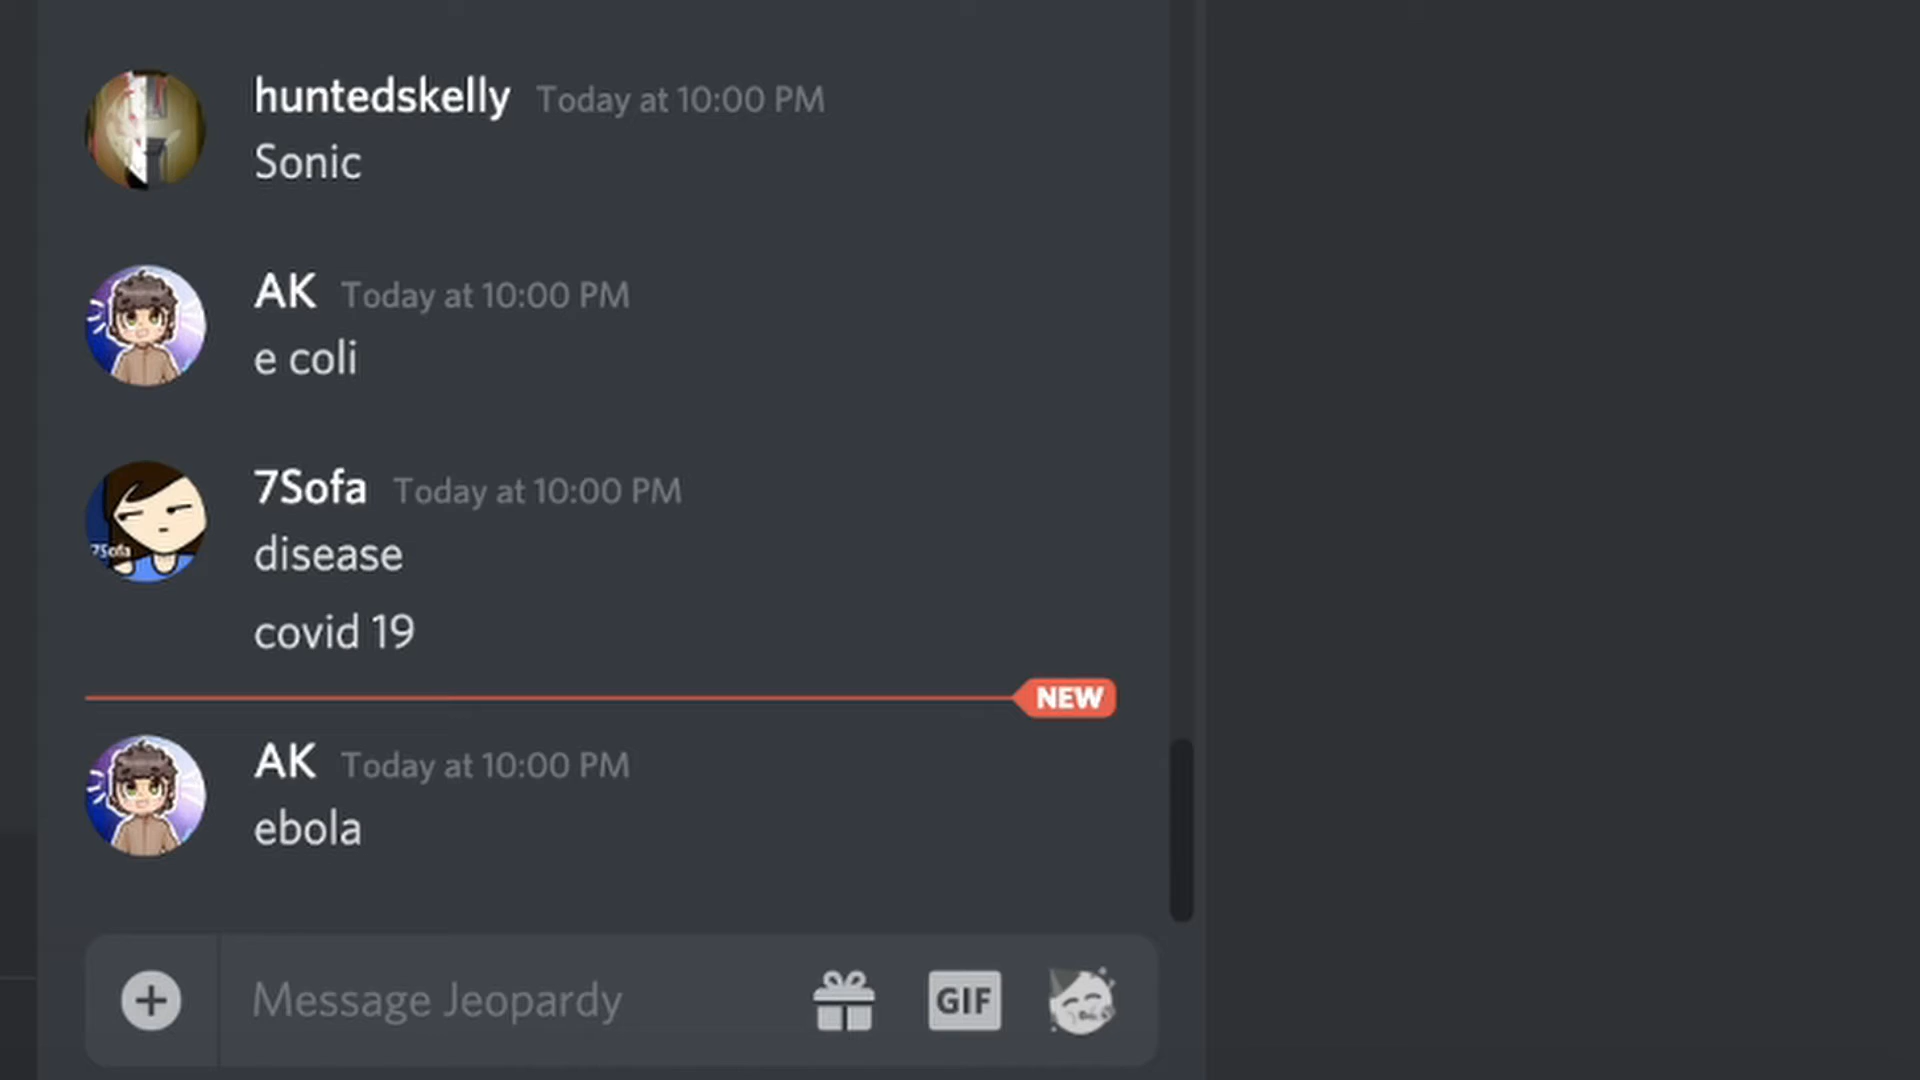 huntedskelly Today at 10:00 PM
Sonic
AK Today at 10:00 PM
e coli
7Sofa Today at 10:00 PM
7Sofa
disease
covid 19
NEW
AK Today at 10:00 PM
ebola
Message Jeopardy
GIF